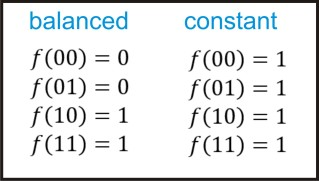 balanced constant
f(00) = 0 f(00) = 1
f(01) = 0 f(01) = 1
f(10) = 1 f(10) = 1
f(11) = 1 f(11) = 1